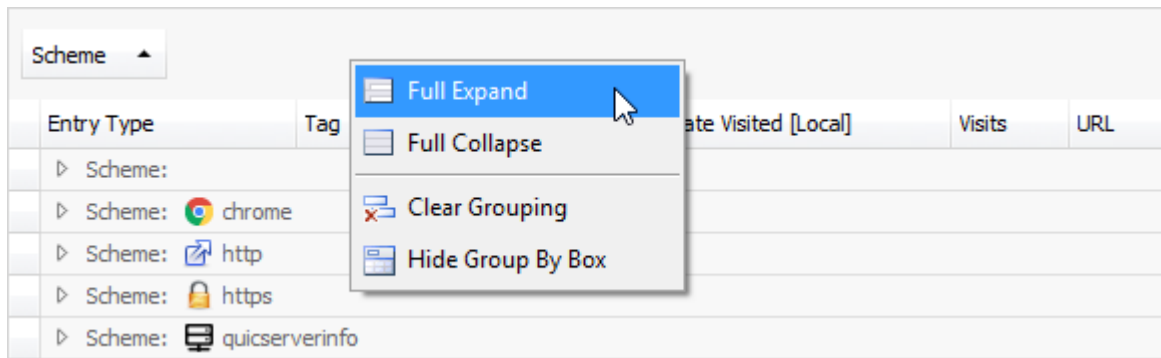 Scheme
Full Expand
Entry Type Tag ate Visited [Local] Visits URL
Full Collapse
Scheme:
Scheme: chrome
Clear Grouping
Scheme: http
Hide Group By Box
Scheme: https
Scheme: quicserverinfo